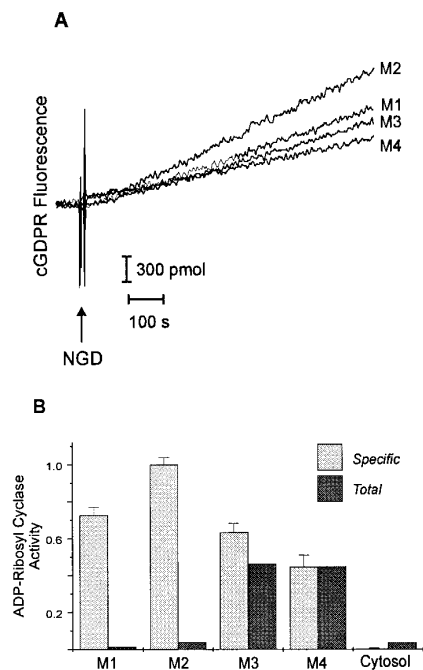 A
cGDPR Fluorescence
M2
M1
M3
M4
300 pmol
100 s
NGD
B
ADP-Ribosyl Cyclase
Activity
1.0
0.6
0.2
Specific
Total
M1 M2 M3 M4 Cytosol